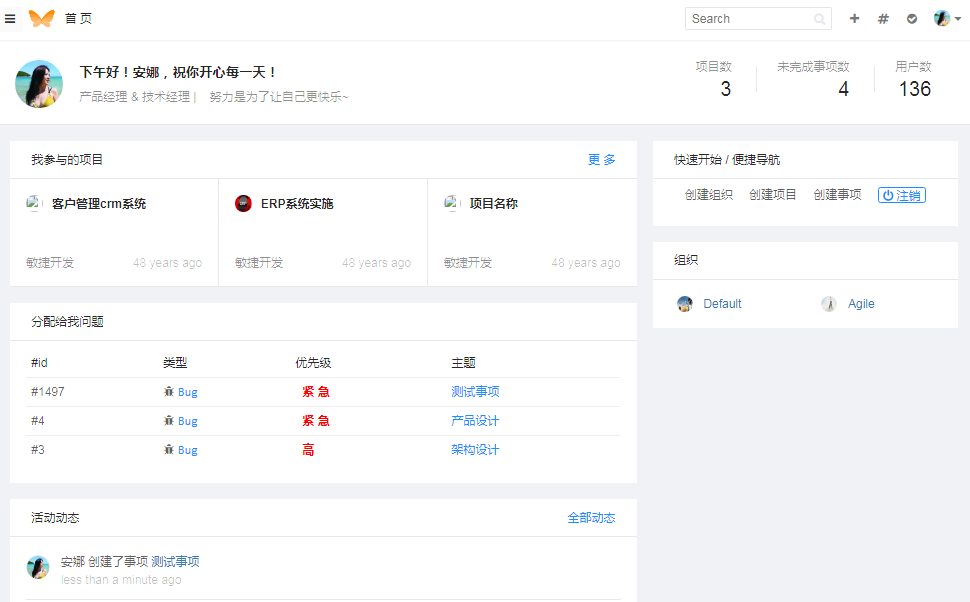 首 页
Search
下午好！安娜，祝你开心每一天！
产品经理 & 技术经理 | 努力是为了让自己更快乐~
项目数
3
未完成事项数
4
用户数
136
我参与的项目 更 多
客户管理crm系统
敏捷开发 48 years ago
ERP系统实施
敏捷开发 48 years ago
项目名称
敏捷开发 48 years ago
快速开始 / 便捷导航
创建组织 创建项目 创建事项 注销
组织
Default Agile
分配给我问题
#id 类型 优先级 主题
#1497 Bug 紧 急 测试事项
#4 Bug 紧 急 产品设计
#3 Bug 高 架构设计
活动动态 全部动态
安娜 创建了事项 测试事项
less than a minute ago